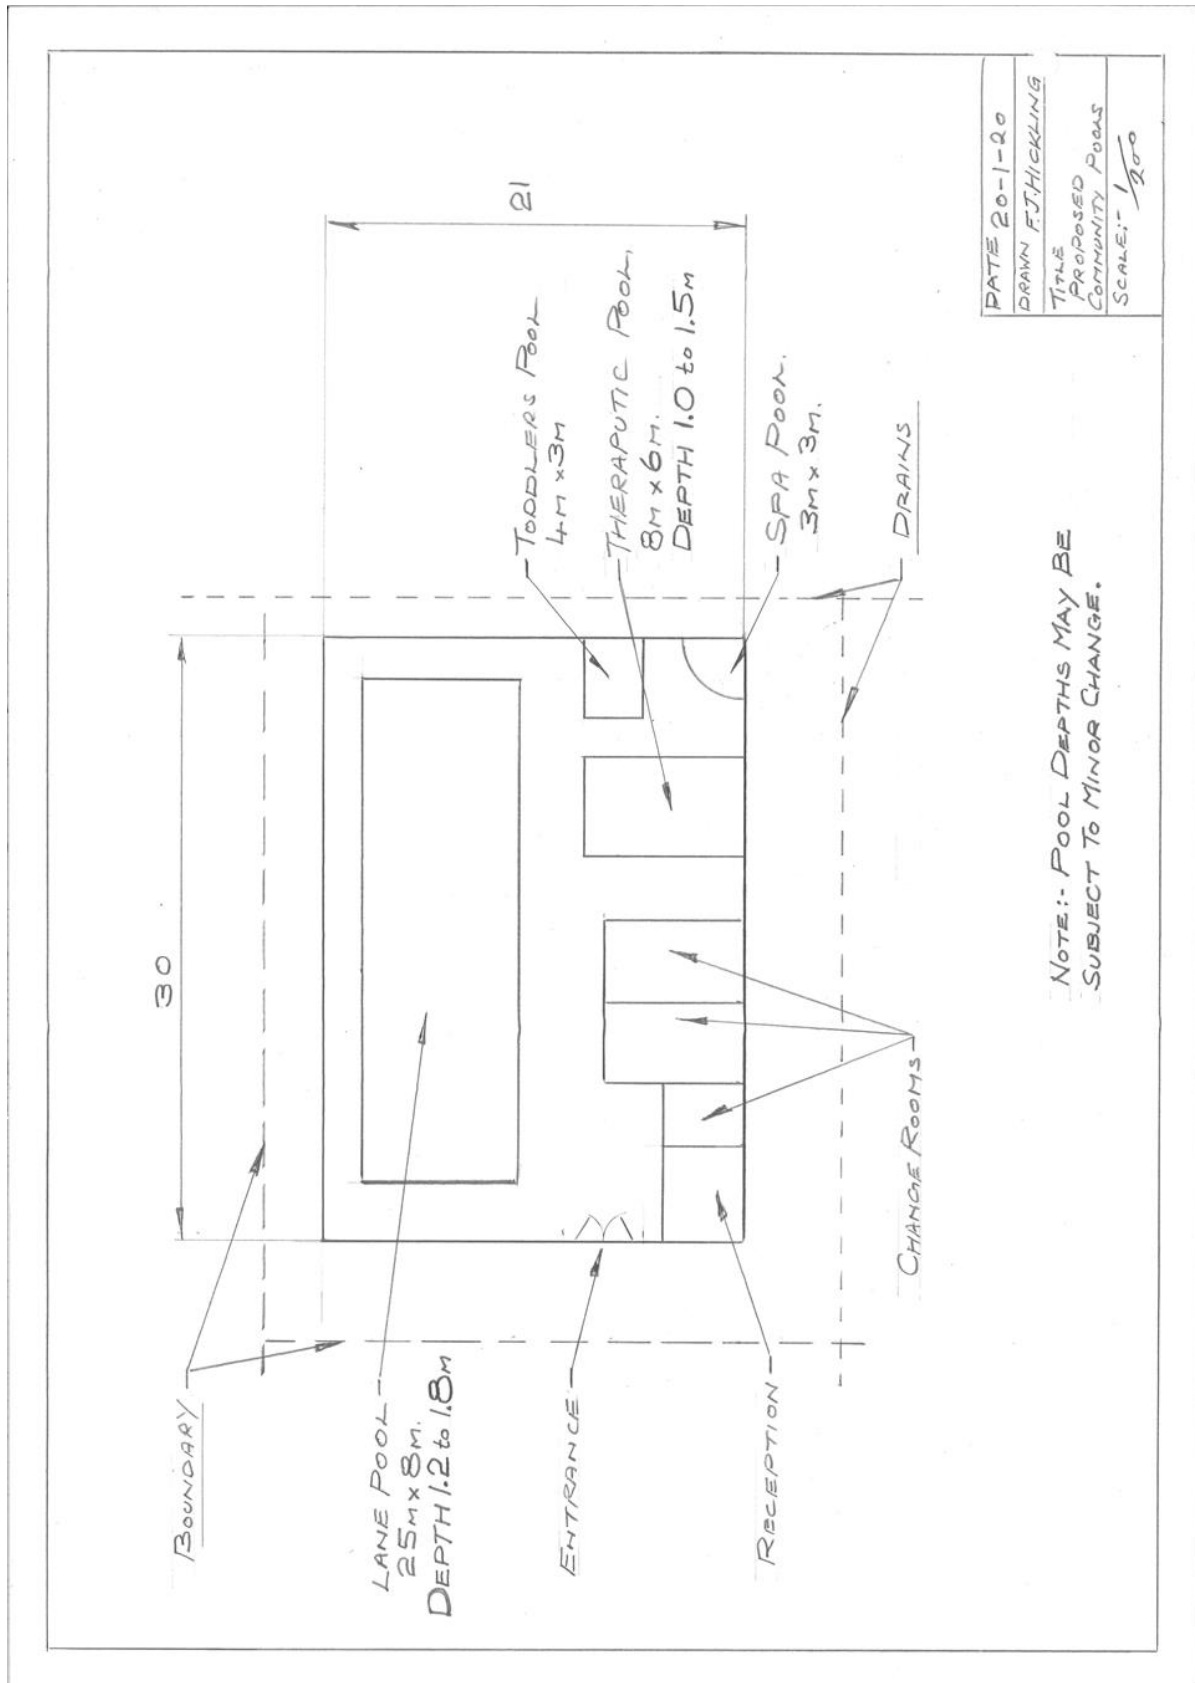 BOUNDARY
30
21
LANE POOL
25M x 8M.
DEPTH 1.2 to 1.8M
TODDLERS POOL
4M x 3M
THERAPUTIC POOL.
8M x 6M.
DEPTH 1.0 to 1.5M
ENTRANCE
SPA POOL.
3M x 3M.
RECEPTION
CHANGE ROOMS
DRAINS
NOTE:- POOL DEPTHS MAY BE
SUBJECT TO MINOR CHANGE.
DATE 20-1-20
DRAWN F.J.HICKLING
TITLE
PROPOSED
COMMUNITY POOLS
SCALE:- 1/200